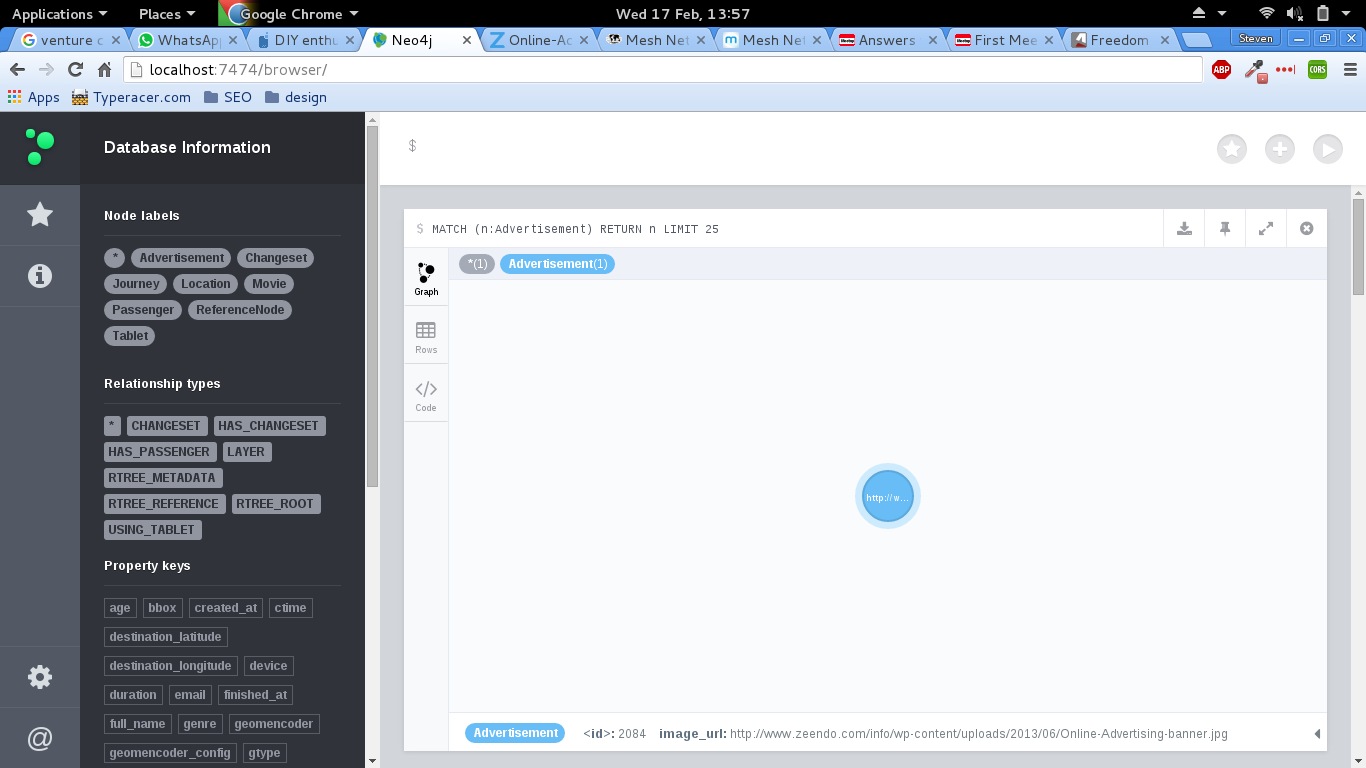 Applications Places Google Chrome Wed 17 Feb, 13:57
venture c WhatsAp DIY enthu Neo4j Online-Ac Mesh Net Mesh Net Answers First Mee Freedom Steven
localhost:7474/browser/ ABP CORS
Apps Typeracer.com SEO design
Database Information
$
Node labels
* Advertisement Changeset
Journey Location Movie
Passenger ReferenceNode
Tablet
Relationship types
* CHANGESET HAS_CHANGESET
HAS_PASSENGER LAYER
RTREE_METADATA
RTREE_REFERENCE RTREE_ROOT
USING_TABLET
Property keys
age bbox created_at ctime
destination_latitude
destination_longitude device
duration email finished_at
full_name genre geomencoder
geomencoder_config gtype
@
$ MATCH (n:Advertisement) RETURN n LIMIT 25
*(1) Advertisement(1)
Graph
Rows
Code
http://w...
Advertisement <id>: 2084 image_url: http://www.zeendo.com/info/wp-content/uploads/2013/06/Online-Advertising-banner.jpg